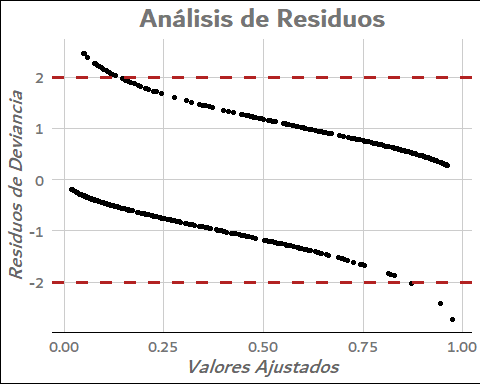 Análisis de Residuos
Residuos de Deviancia
2
1
0
-1
-2
0.00 0.25 0.50 0.75 1.00
Valores Ajustados